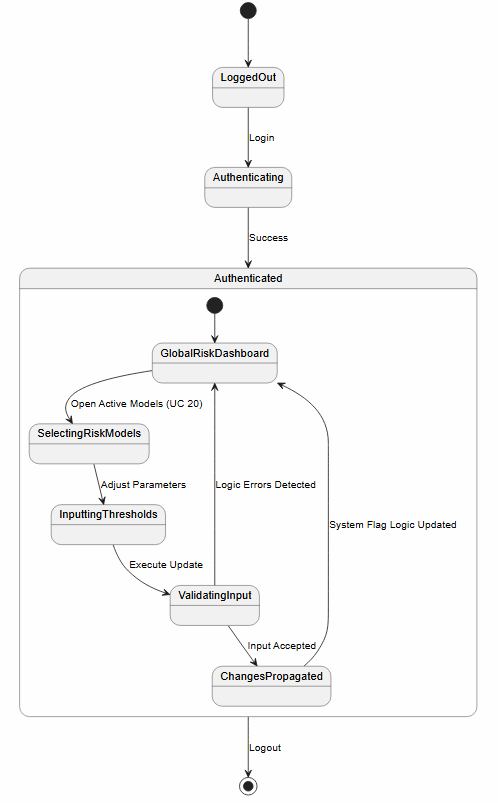 LoggedOut
Login
Authenticating
Success
Authenticated
GlobalRiskDashboard
Open Active Models (UC 20)
SelectingRiskModels
Adjust Parameters
Logic Errors Detected
InputtingThresholds
System Flag Logic Updated
Execute Update
ValidatingInput
Input Accepted
ChangesPropagated
Logout